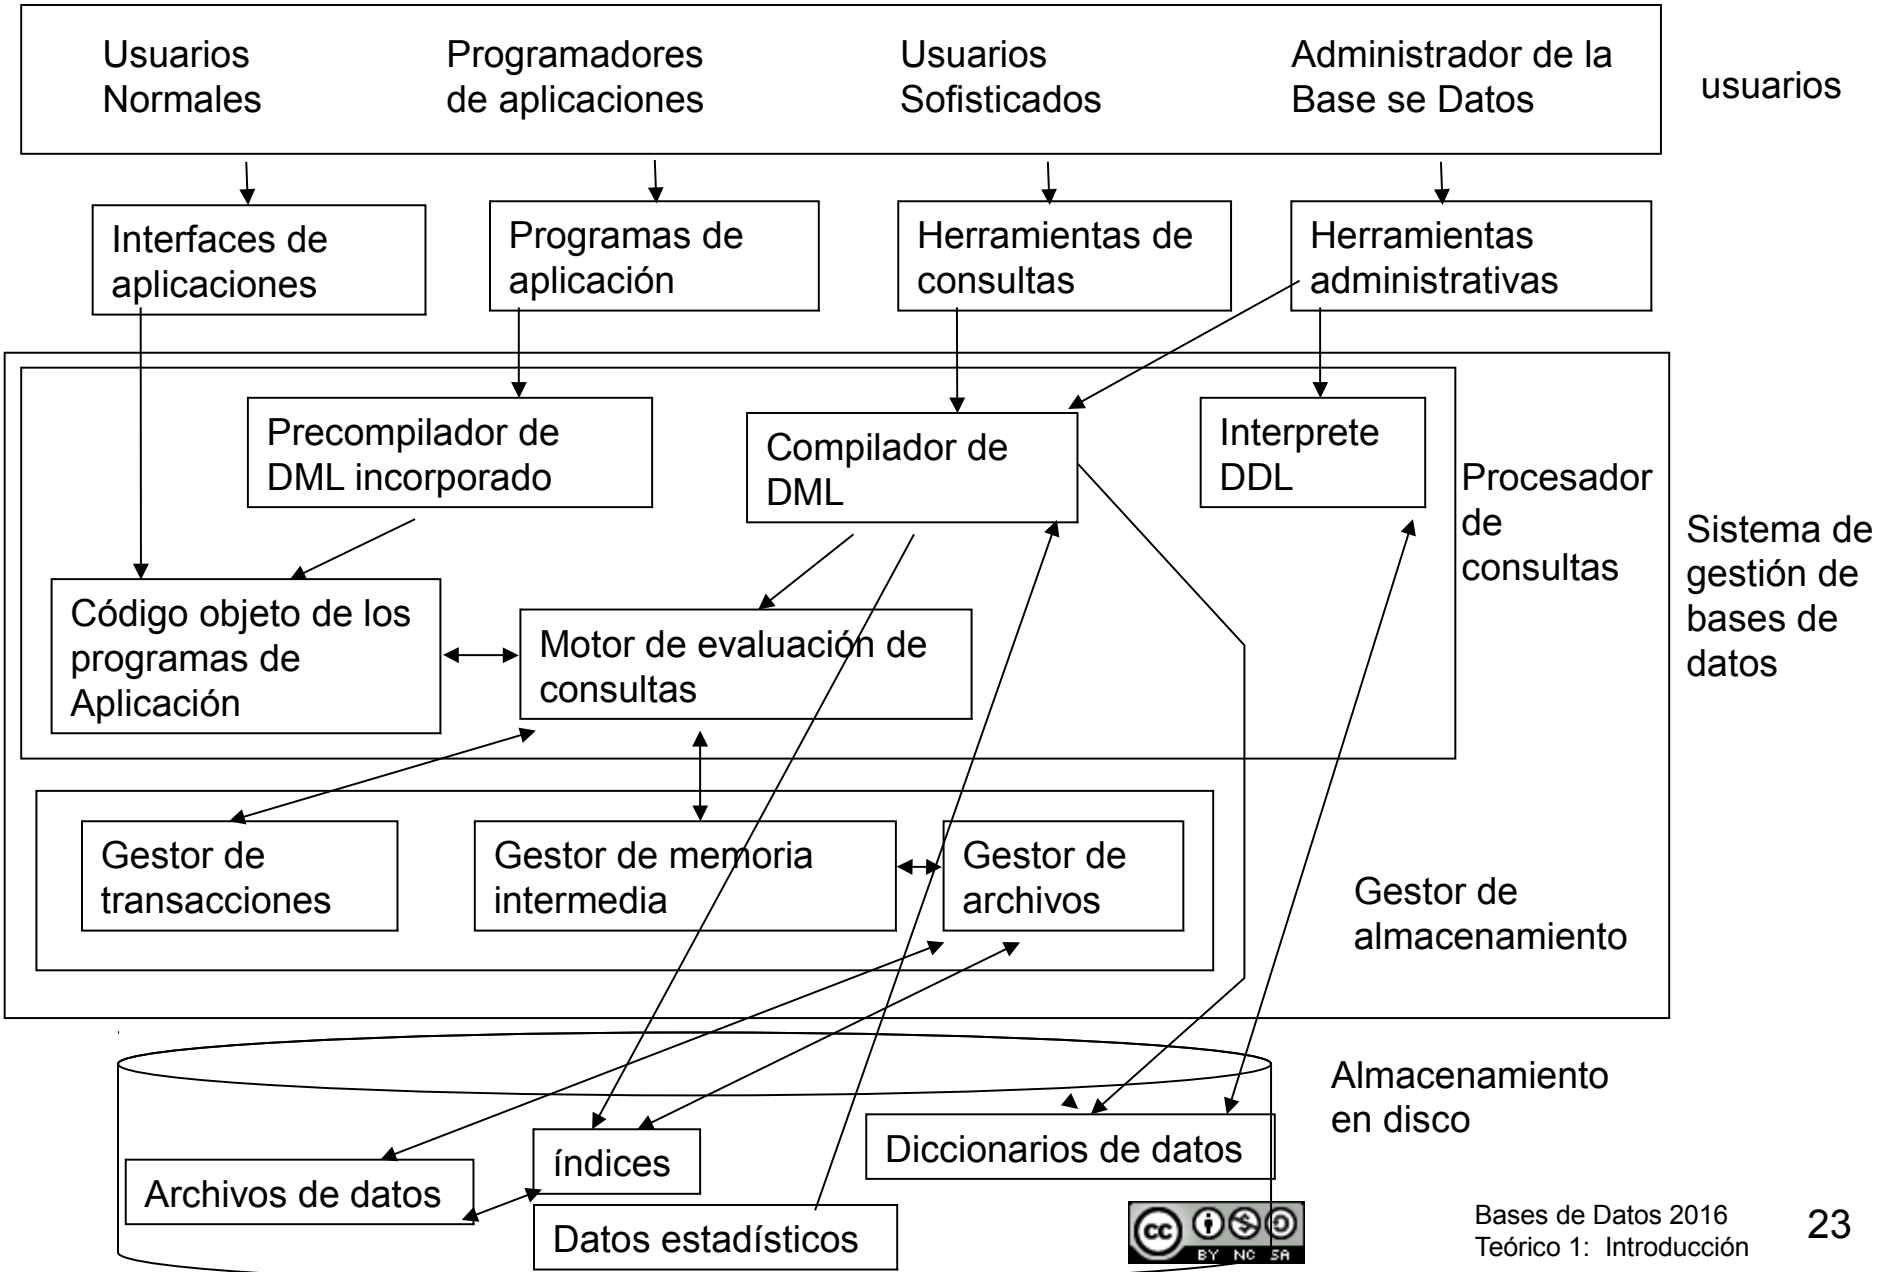 Usuarios
Normales
Programadores
de aplicaciones
Usuarios
Sofisticados
Administrador de la
Base se Datos
usuarios
Interfaces de
aplicaciones
Programas de
aplicación
Herramientas de
consultas
Herramientas
administrativas
Precompilador de
DML incorporado
Compilador de
DML
Interprete
DDL
Procesador
de
consultas
Sistema de
gestión de
bases de
datos
Código objeto de los
programas de
Aplicación
Motor de evaluación de
consultas
Gestor de
transacciones
Gestor de memoria
intermedia
Gestor de
archivos
Gestor de
almacenamiento
Almacenamiento
en disco
Archivos de datos
índices
Datos estadísticos
Diccionarios de datos
cc
BY NC SA
Bases de Datos 2016
Teórico 1: Introducción
23